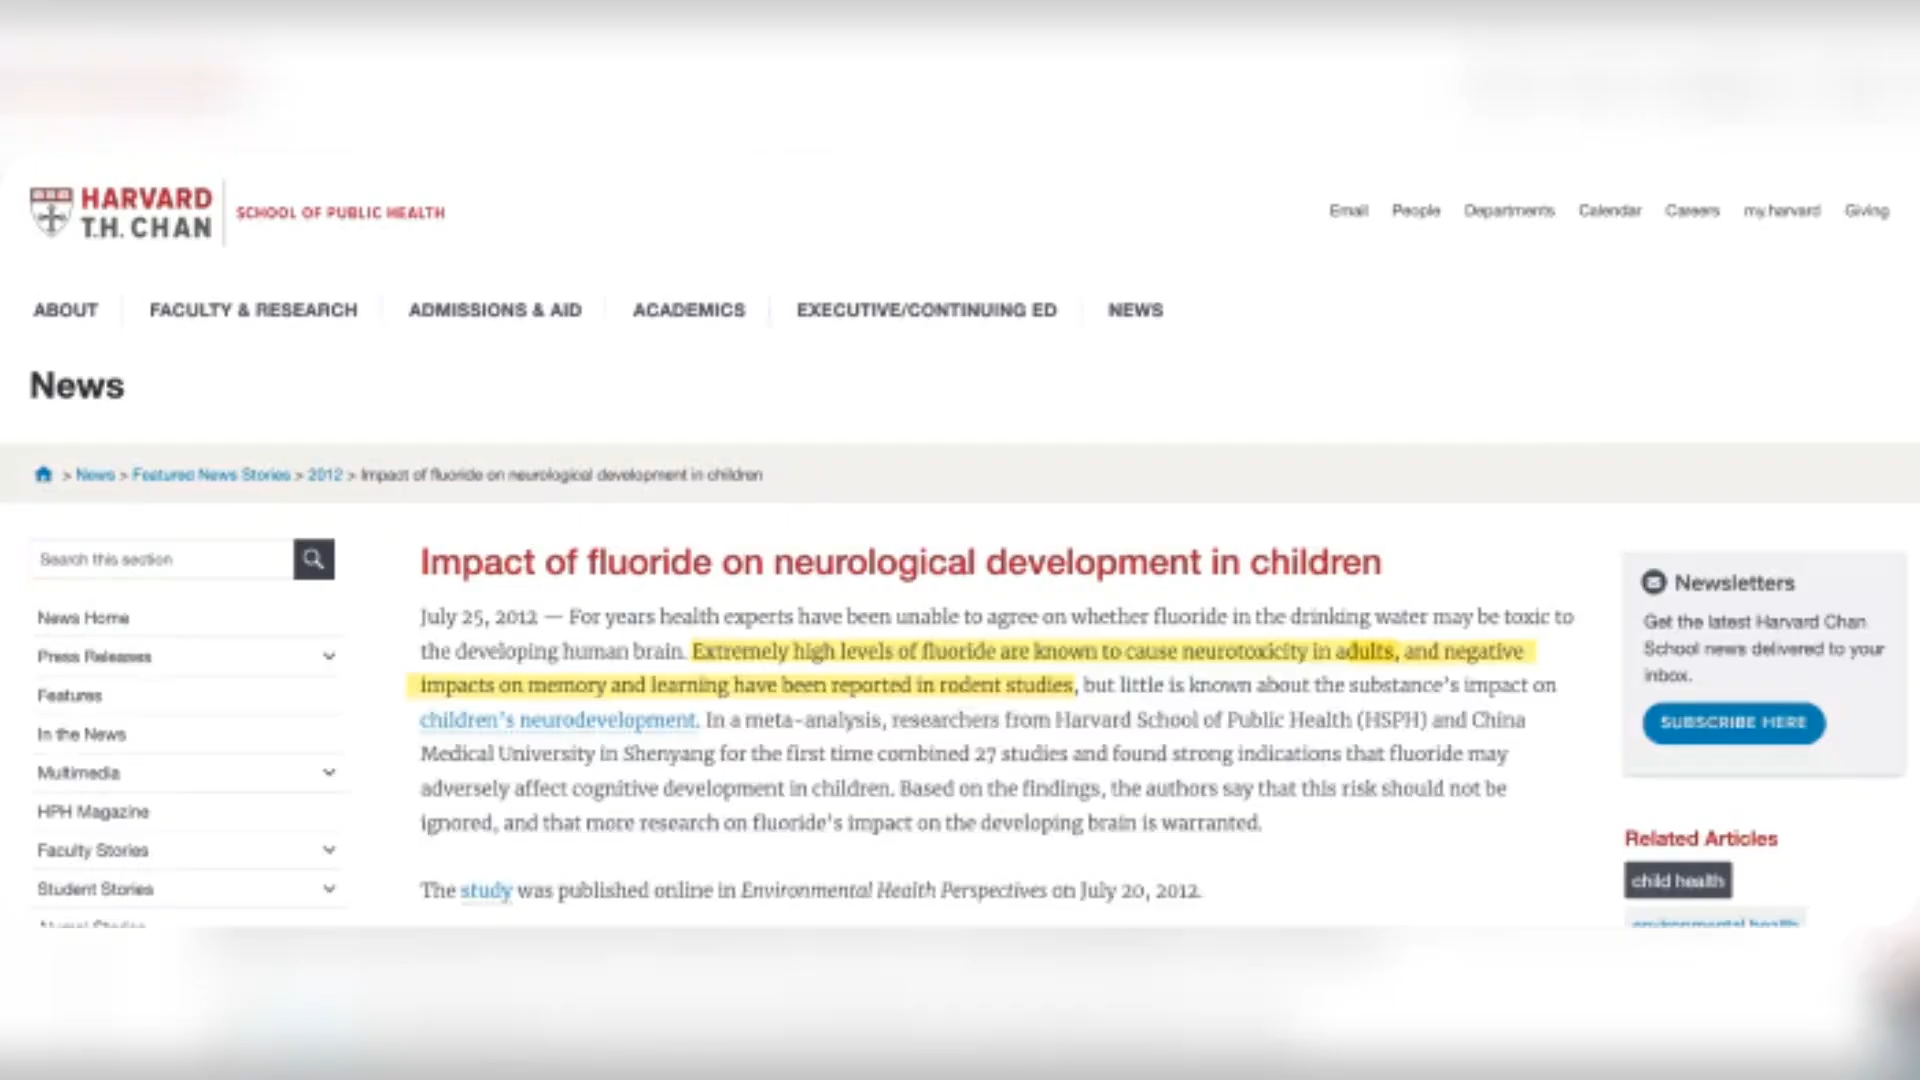 HARVARD
T.H. CHAN
SCHOOL OF PUBLIC HEALTH
Email People Departments Calendar Careers my.harvard Giving
ABOUT FACULTY & RESEARCH ADMISSIONS & AID ACADEMICS EXECUTIVE/CONTINUING ED NEWS
News
> News > Featured News Stories > 2012 > Impact of fluoride on neurological development in children
Search this section
News Home
Press Releases
Features
In the News
Multimedia
HPH Magazine
Faculty Stories
Student Stories
Impact of fluoride on neurological development in children
July 25, 2012 — For years health experts have been unable to agree on whether fluoride in the drinking water may be toxic to
the developing human brain. Extremely high levels of fluoride are known to cause neurotoxicity in adults, and negative
impacts on memory and learning have been reported in rodent studies, but little is known about the substance's impact on
children's neurodevelopment. In a meta-analysis, researchers from Harvard School of Public Health (HSPH) and China
Medical University in Shenyang for the first time combined 27 studies and found strong indications that fluoride may
adversely affect cognitive development in children. Based on the findings, the authors say that this risk should not be
ignored, and that more research on fluoride's impact on the developing brain is warranted.
The study was published online in Environmental Health Perspectives on July 20, 2012.
Newsletters
Get the latest Harvard Chan
School news delivered to your
inbox.
SUBSCRIBE HERE
Related Articles
child health
environmental health